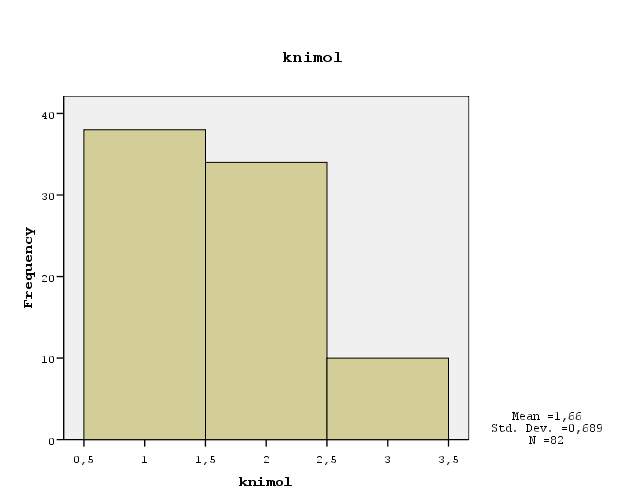 knimol
40
30
20
10
0
Frequency
0,5 1 1,5 2 2,5 3 3,5
knimol
Mean =1,66
Std. Dev. =0,689
N =82